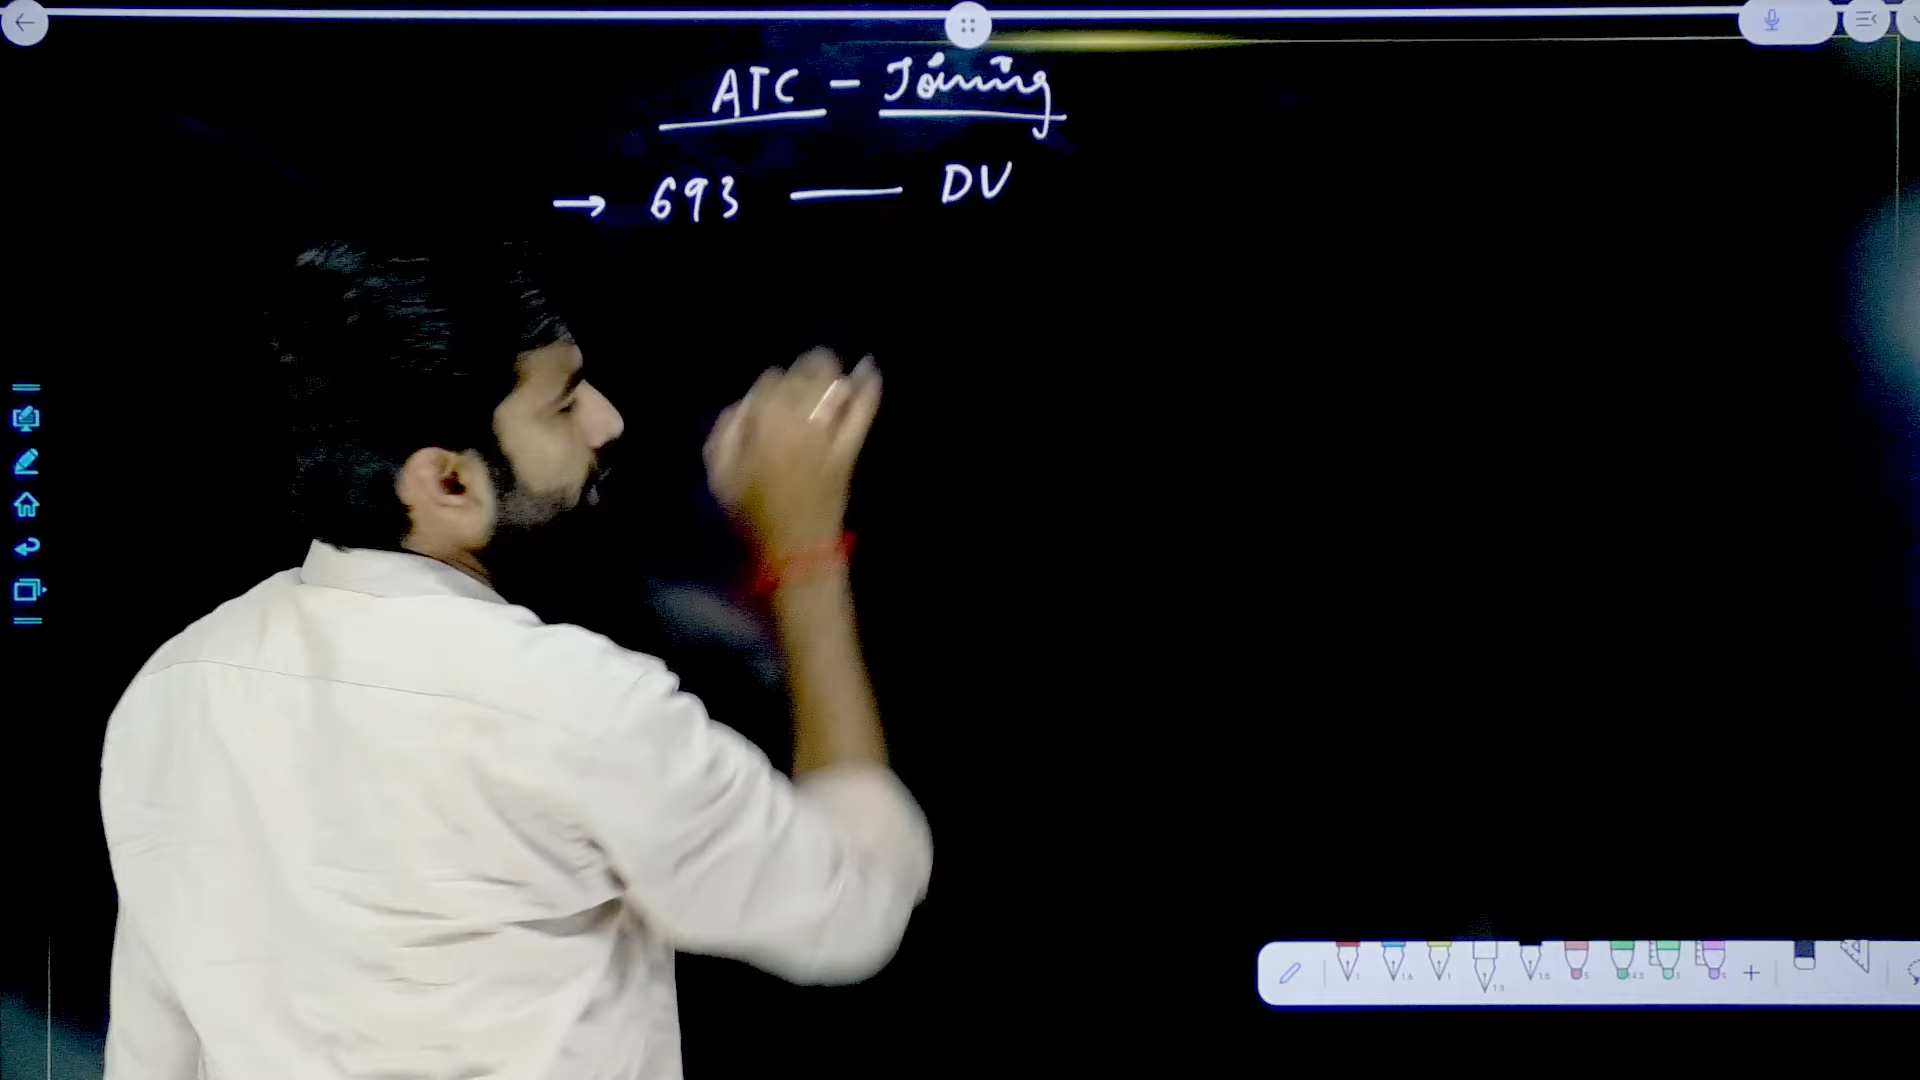 ATC - Joining
→ 693 — DV